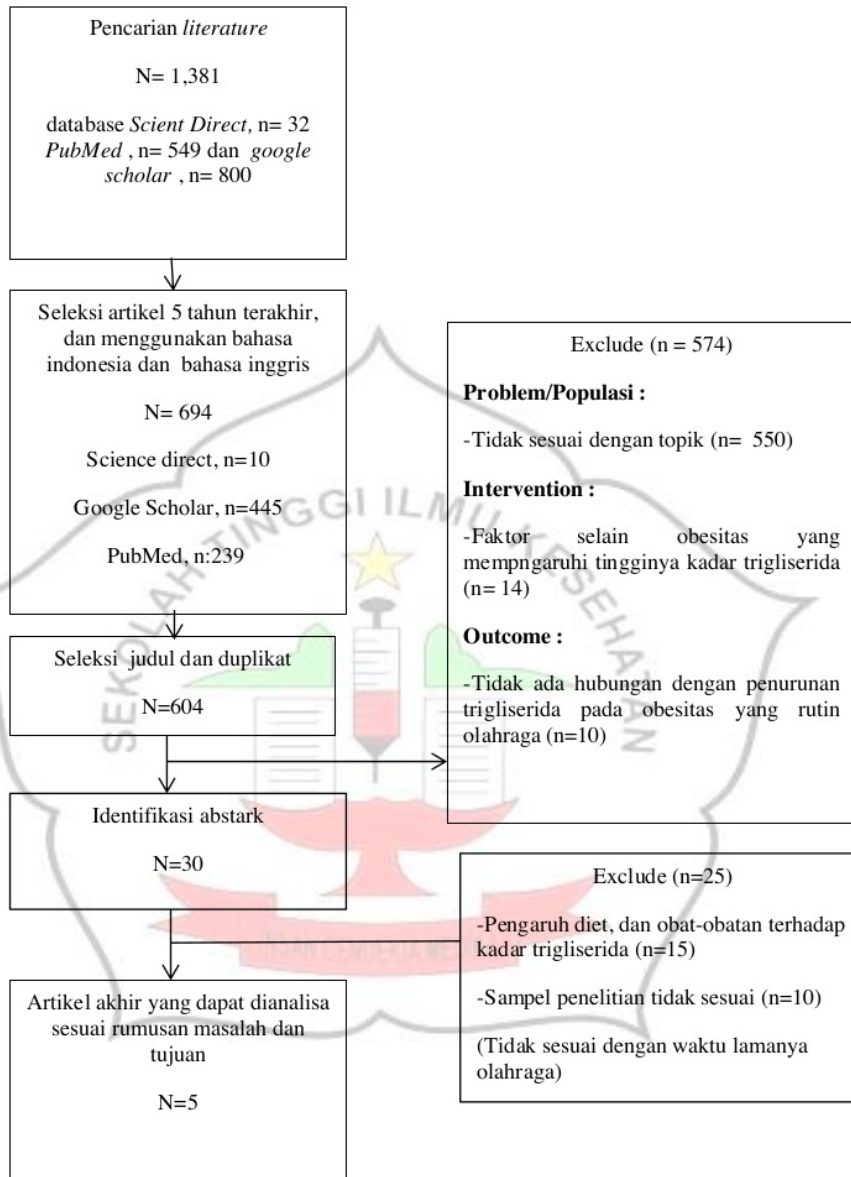 Pencarian literature
N= 1,381
database Scient Direct, n= 32
PubMed , n= 549 dan google
scholar , n= 800
Seleksi artikel 5 tahun terakhir,
dan menggunakan bahasa
indonesia dan bahasa inggris
N= 694
Science direct, n=10
Google Scholar, n=445
PubMed, n:239
Seleksi judul dan duplikat
N=604
Exclude (n = 574)
Problem/Populasi :
-Tidak sesuai dengan topik (n= 550)
Intervention :
-Faktor selain obesitas yang
mempngaruhi tingginya kadar trigliserida
(n= 14)
Outcome :
-Tidak ada hubungan dengan penurunan
trigliserida pada obesitas yang rutin
olahraga (n=10)
Identifikasi abstark
N=30
Exclude (n=25)
-Pengaruh diet, dan obat-obatan terhadap
kadar trigliserida (n=15)
-Sampel penelitian tidak sesuai (n=10)
(Tidak sesuai dengan waktu lamanya
olahraga)
Artikel akhir yang dapat dianalisa
sesuai rumusan masalah dan
tujuan
N=5
SEKOLAH TINGGI ILMU KESEHATAN